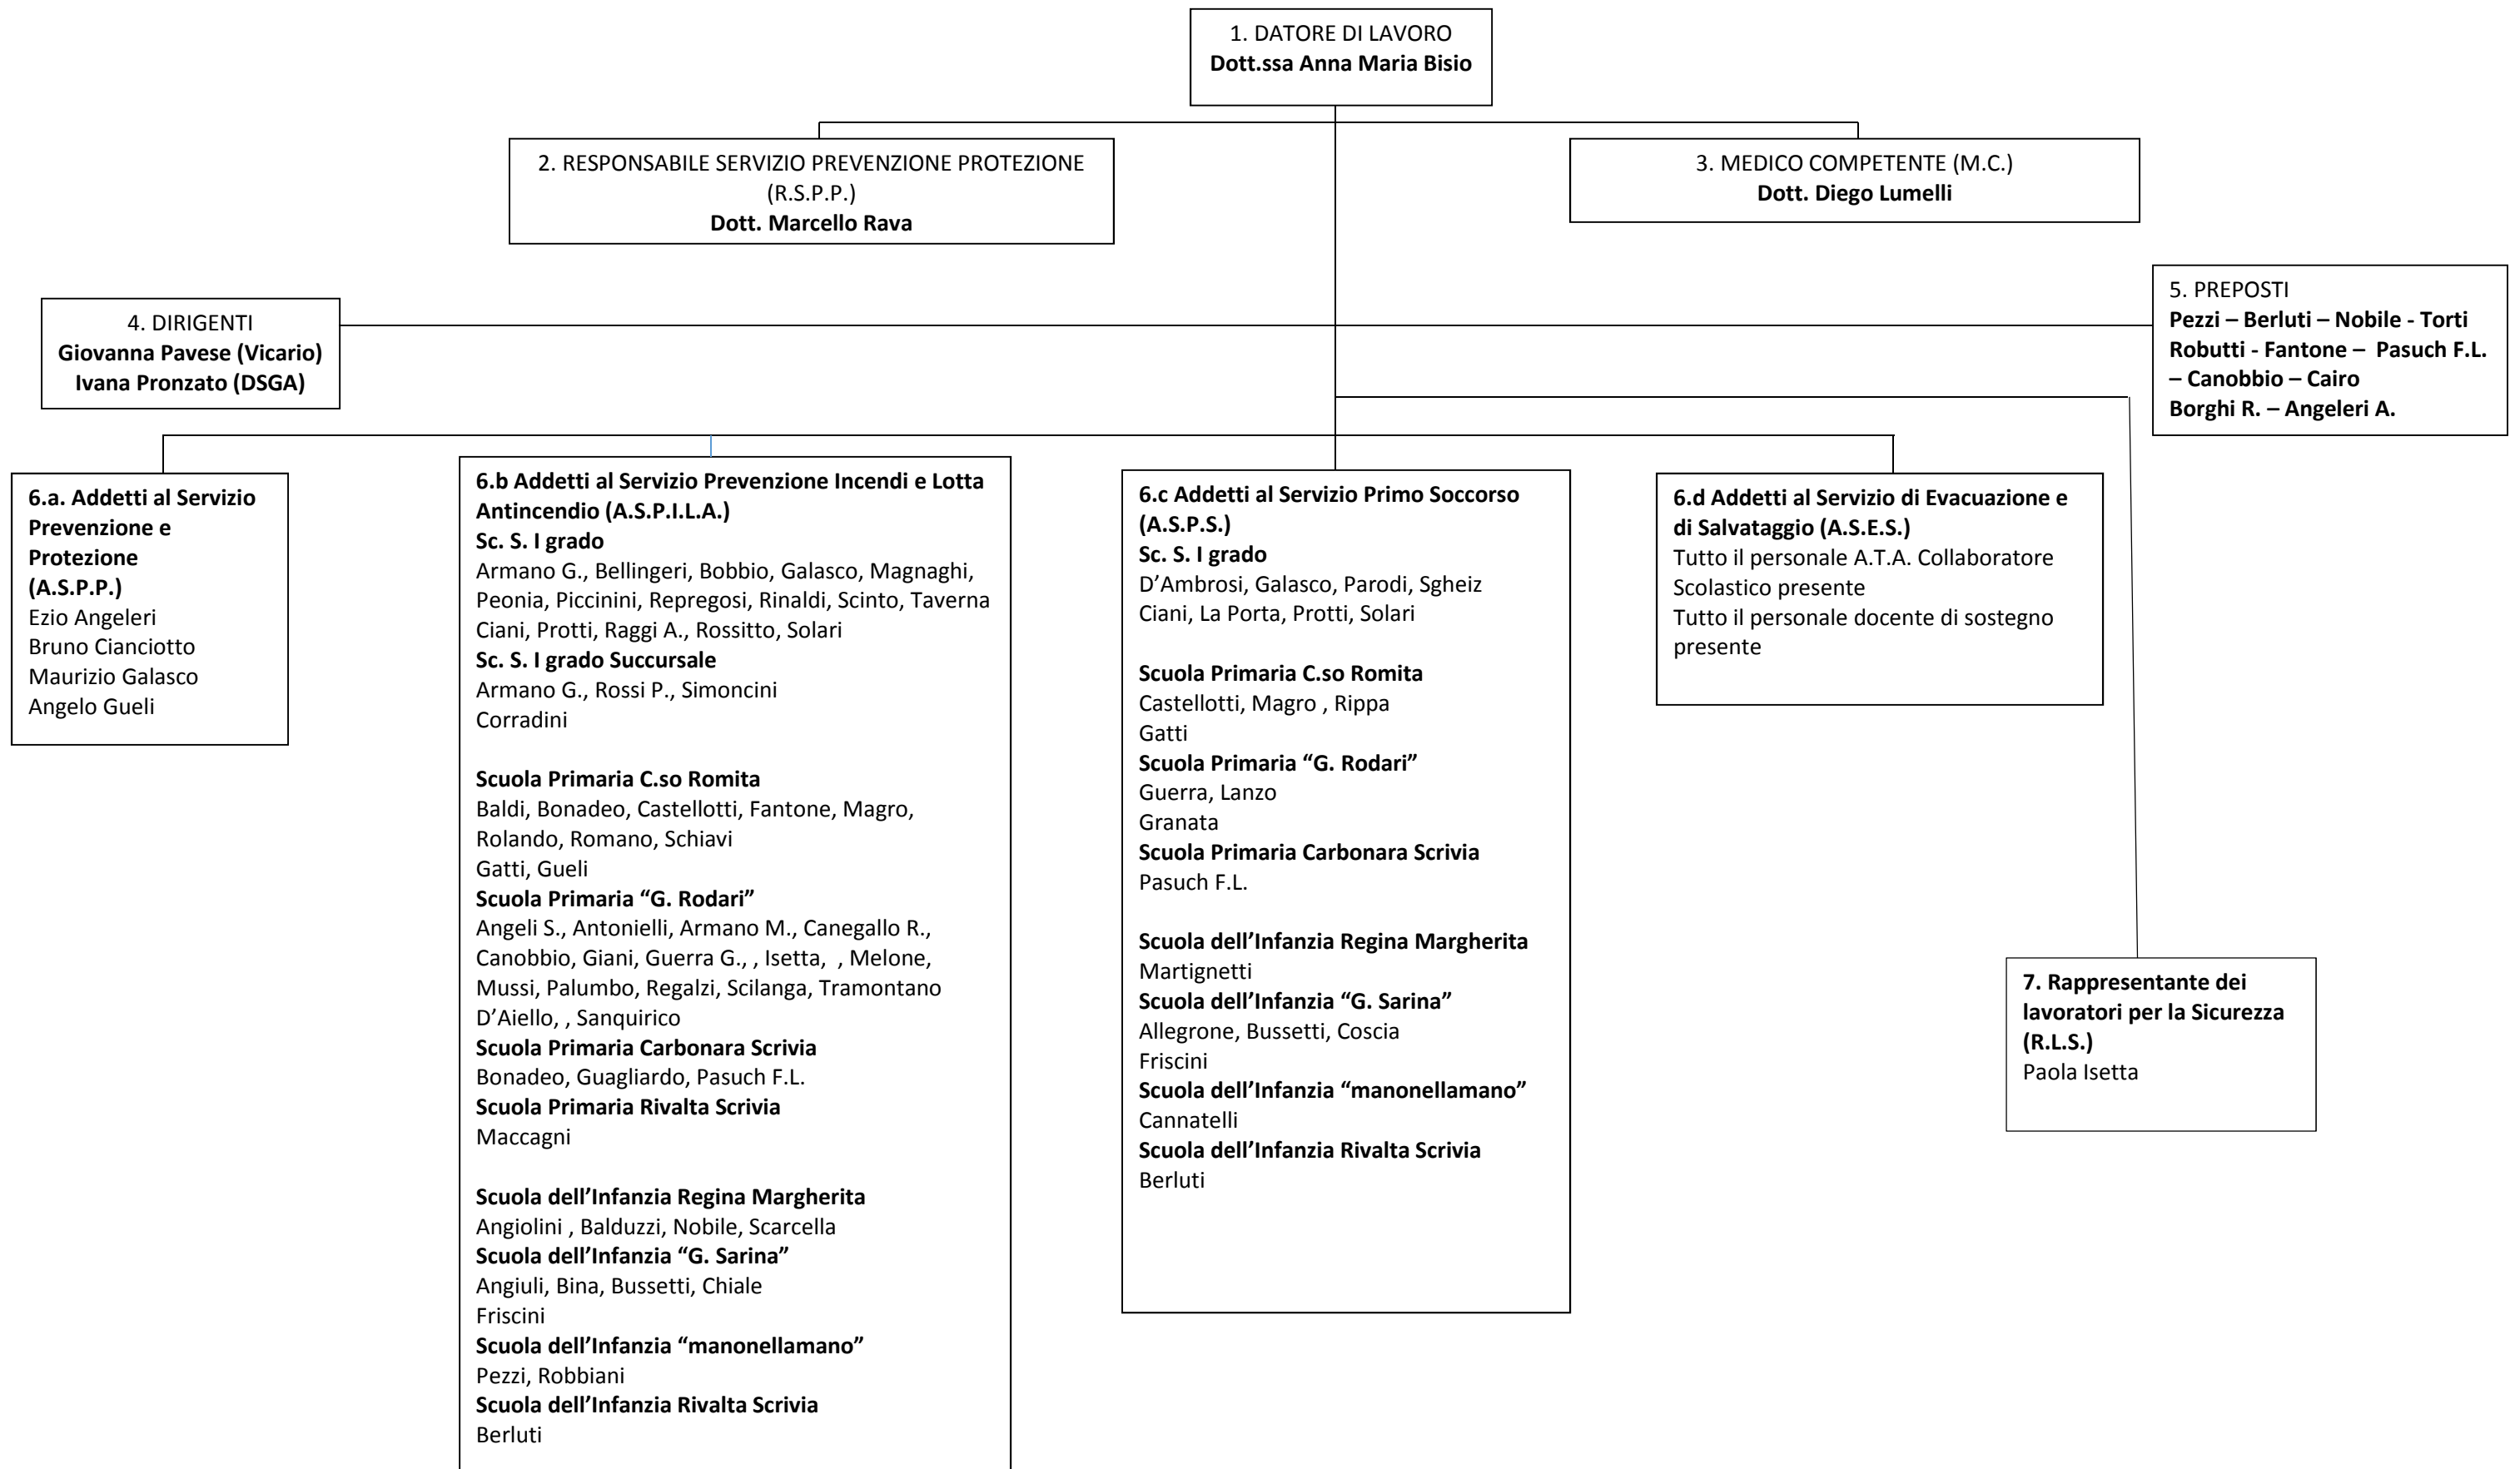 1. DATORE DI LAVORO
Dott.ssa Anna Maria Bisio
2. RESPONSABILE SERVIZIO PREVENZIONE PROTEZIONE
(R.S.P.P.)
Dott. Marcello Rava
3. MEDICO COMPETENTE (M.C.)
Dott. Diego Lumelli
4. DIRIGENTI
Giovanna Pavese (Vicario)
Ivana Pronzato (DSGA)
5. PREPOSTI
Pezzi – Berluti – Nobile - Torti
Robutti - Fantone –  Pasuch F.L.
– Canobbio – Cairo
Borghi R. – Angeleri A.
6.a. Addetti al Servizio
Prevenzione e
Protezione
(A.S.P.P.)
Ezio Angeleri
Bruno Cianciotto
Maurizio Galasco
Angelo Gueli
6.b Addetti al Servizio Prevenzione Incendi e Lotta
Antincendio (A.S.P.I.L.A.)
Sc. S. I grado
Armano G., Bellingeri, Bobbio, Galasco, Magnaghi,
Peonia, Piccinini, Repregosi, Rinaldi, Scinto, Taverna
Ciani, Protti, Raggi A., Rossitto, Solari
Sc. S. I grado Succursale
Armano G., Rossi P., Simoncini
Corradini
Scuola Primaria C.so Romita
Baldi, Bonadeo, Castellotti, Fantone, Magro,
Rolando, Romano, Schiavi
Gatti, Gueli
Scuola Primaria “G. Rodari”
Angeli S., Antonielli, Armano M., Canegallo R.,
Canobbio, Giani, Guerra G., , Isetta,  , Melone,
Mussi, Palumbo, Regalzi, Scilanga, Tramontano
D’Aiello, , Sanquirico
Scuola Primaria Carbonara Scrivia
Bonadeo, Guagliardo, Pasuch F.L.
Scuola Primaria Rivalta Scrivia
Maccagni
Scuola dell’Infanzia Regina Margherita
Angiolini , Balduzzi, Nobile, Scarcella
Scuola dell’Infanzia “G. Sarina”
Angiuli, Bina, Bussetti, Chiale
Friscini
Scuola dell’Infanzia “manonellamano”
Pezzi, Robbiani
Scuola dell’Infanzia Rivalta Scrivia
Berluti
6.c Addetti al Servizio Primo Soccorso
(A.S.P.S.)
Sc. S. I grado
D’Ambrosi, Galasco, Parodi, Sgheiz
Ciani, La Porta, Protti, Solari
Scuola Primaria C.so Romita
Castellotti, Magro , Rippa
Gatti
Scuola Primaria “G. Rodari”
Guerra, Lanzo
Granata
Scuola Primaria Carbonara Scrivia
Pasuch F.L.
Scuola dell’Infanzia Regina Margherita
Martignetti
Scuola dell’Infanzia “G. Sarina”
Allegrone, Bussetti, Coscia
Friscini
Scuola dell’Infanzia “manonellamano”
Cannatelli
Scuola dell’Infanzia Rivalta Scrivia
Berluti
6.d Addetti al Servizio di Evacuazione e
di Salvataggio (A.S.E.S.)
Tutto il personale A.T.A. Collaboratore
Scolastico presente
Tutto il personale docente di sostegno
presente
7. Rappresentante dei
lavoratori per la Sicurezza
(R.L.S.)
Paola Isetta